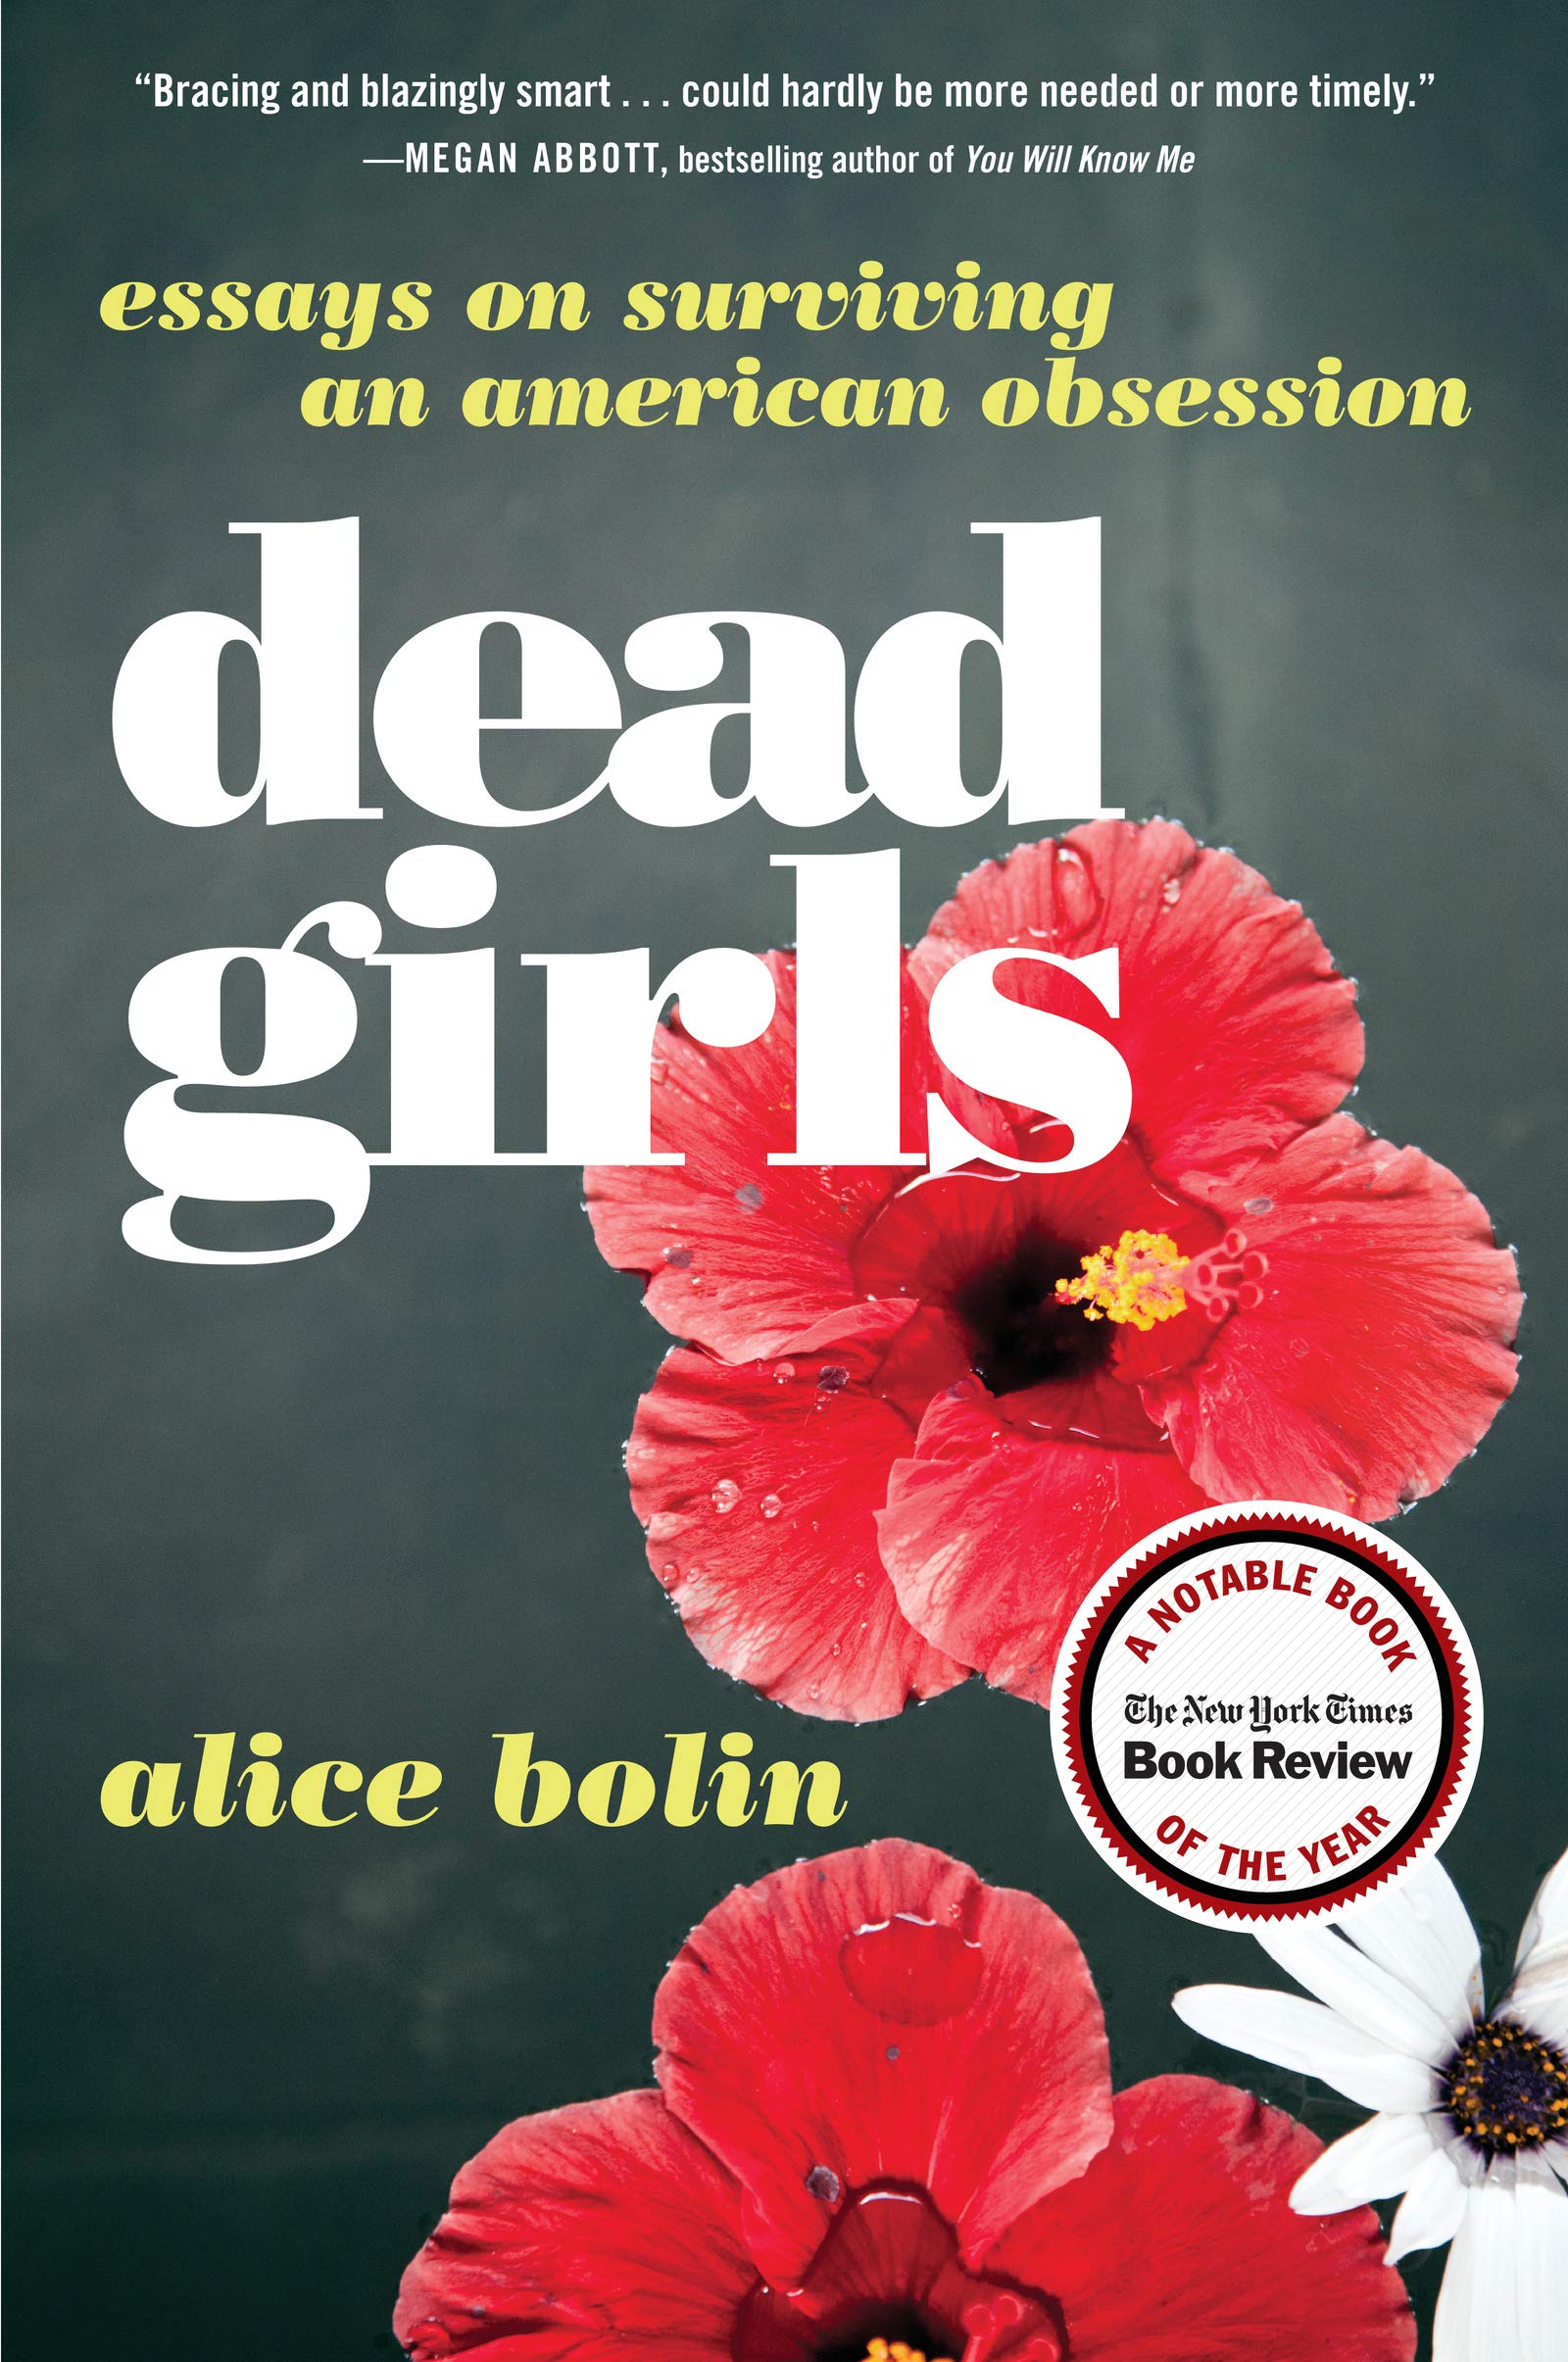 “Bracing and blazingly smart . . . could hardly be more needed or more timely.”
—MEGAN ABBOTT, bestselling author of You Will Know Me
essays on surviving
an american obsession
dead
girls
alice bolin
A NOTABLE BOOK
The New York Times
Book Review
OF THE YEAR